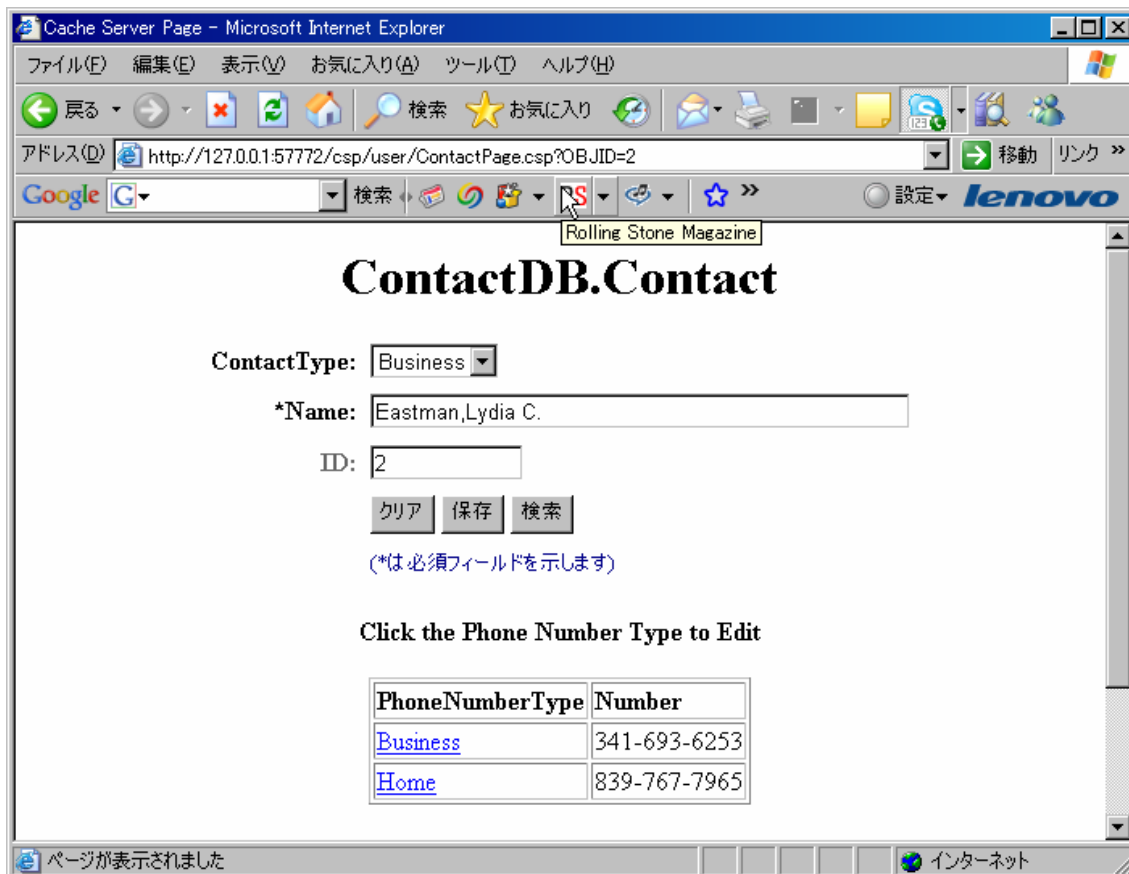 Cache Server Page - Microsoft Internet Explorer
ファイル(F) 編集(E) 表示(V) お気に入り(A) ツール(T) ヘルプ(H)
戻る 検索 お気に入り 123
アドレス(D) http://127.0.0.1:57772/csp/user/ContactPage.csp?OBJID=2 移動 リンク »
Google G 検索 RS » 設定 lenovo
Rolling Stone Magazine
ContactDB.Contact
ContactType: Business
*Name: Eastman,Lydia C.
ID: 2
クリア 保存 検索
(*は必須フィールドを示します)
Click the Phone Number Type to Edit
PhoneNumberType Number
Business 341-693-6253
Home 839-767-7965
ページが表示されました インターネット